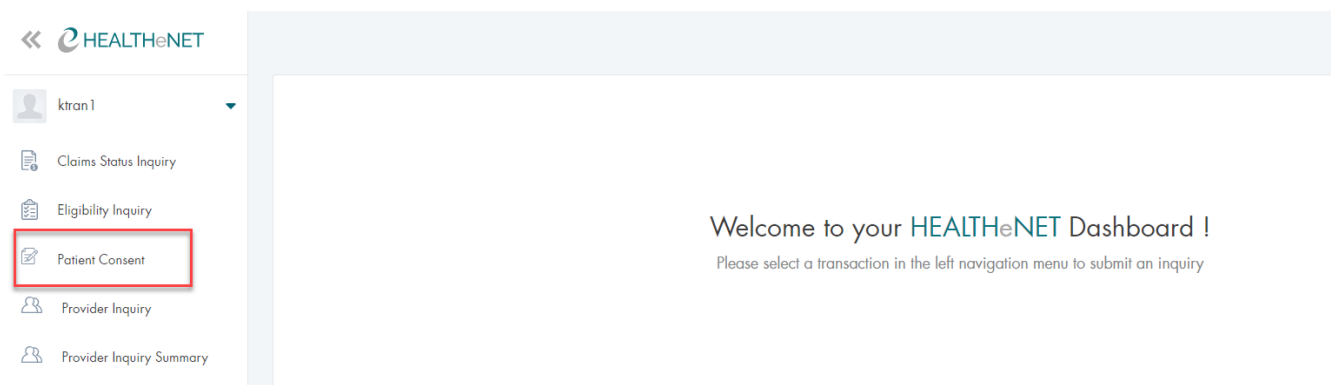 HEALTHeNET
ktran1
Claims Status Inquiry
Eligibility Inquiry
Patient Consent
Provider Inquiry
Provider Inquiry Summary
Welcome to your HEALTHeNET Dashboard !
Please select a transaction in the left navigation menu to submit an inquiry